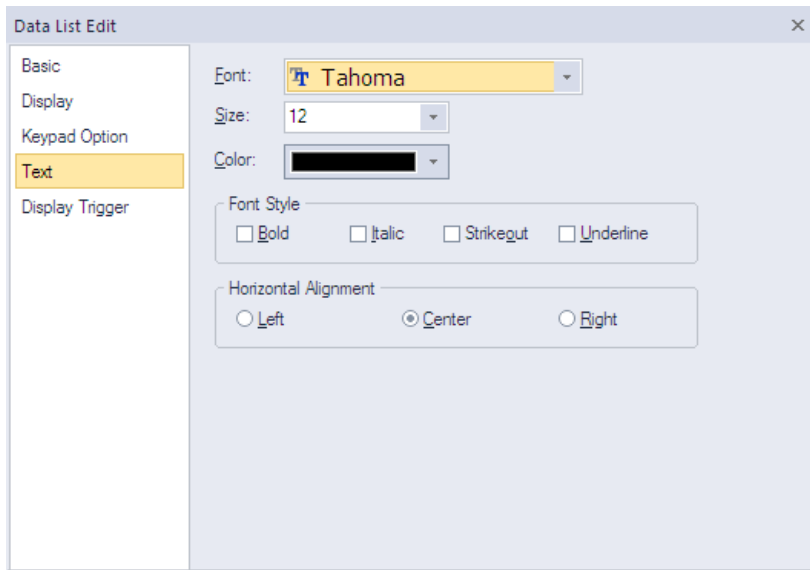 Data List Edit
Basic
Display
Keypad Option
Text
Display Trigger
Font: Tahoma
Size: 12
Color:
Font Style
Bold Italic Strikeout Underline
Horizontal Alignment
Left Center Right